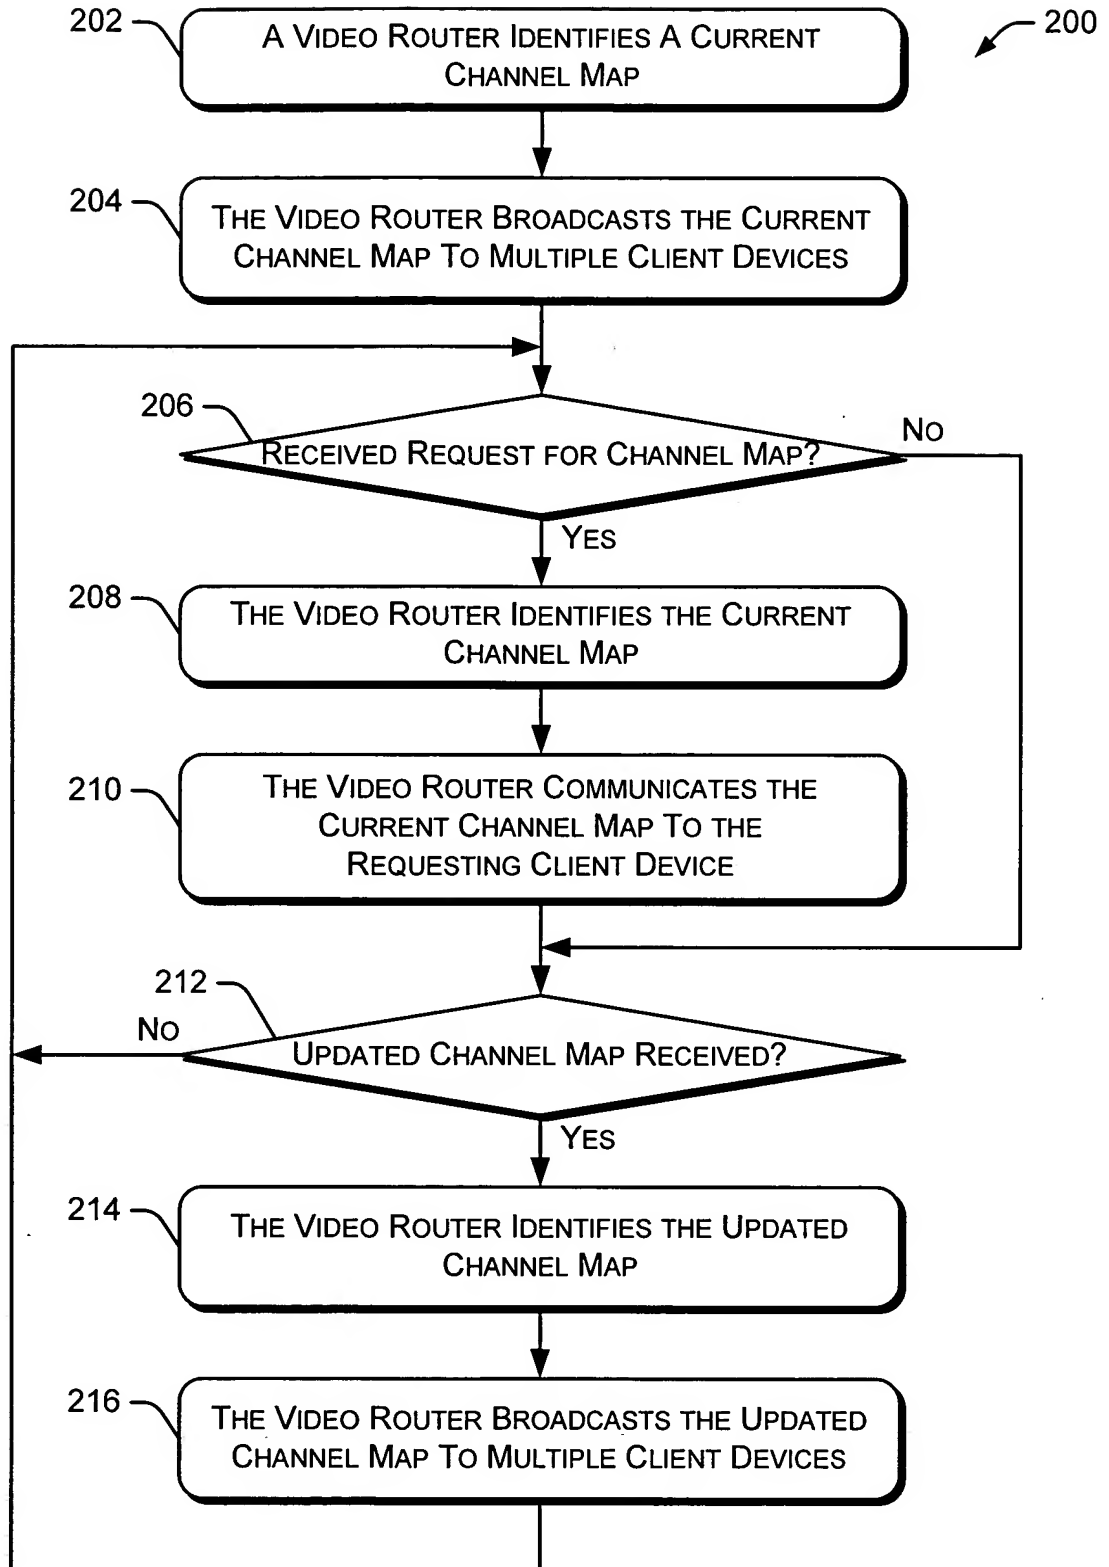 202
A VIDEO ROUTER IDENTIFIES A CURRENT
CHANNEL MAP
200
204
THE VIDEO ROUTER BROADCASTS THE CURRENT
CHANNEL MAP TO MULTIPLE CLIENT DEVICES
206
RECEIVED REQUEST FOR CHANNEL MAP?
NO
YES
208
THE VIDEO ROUTER IDENTIFIES THE CURRENT
CHANNEL MAP
210
THE VIDEO ROUTER COMMUNICATES THE
CURRENT CHANNEL MAP TO THE
REQUESTING CLIENT DEVICE
212
NO
UPDATED CHANNEL MAP RECEIVED?
YES
214
THE VIDEO ROUTER IDENTIFIES THE UPDATED
CHANNEL MAP
216
THE VIDEO ROUTER BROADCASTS THE UPDATED
CHANNEL MAP TO MULTIPLE CLIENT DEVICES